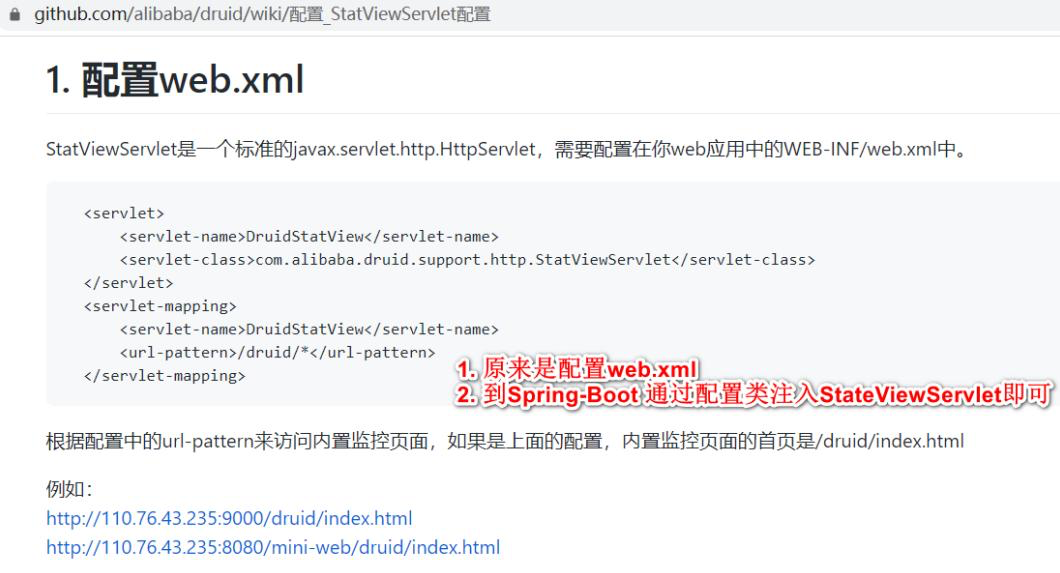 github.com/alibaba/druid/wiki/配置_StatViewServlet配置
1. 配置web.xml
StatViewServlet是一个标准的javax.servlet.http.HttpServlet，需要配置在你web应用中的WEB-INF/web.xml中。
<servlet>
<servlet-name>DruidStatView</servlet-name>
<servlet-class>com.alibaba.druid.support.http.StatViewServlet</servlet-class>
</servlet>
<servlet-mapping>
<servlet-name>DruidStatView</servlet-name>
<url-pattern>/druid/*</url-pattern>
</servlet-mapping>
1. 原来是配置web.xml
2. 到Spring-Boot 通过配置类注入StateViewServlet即可
根据配置中的url-pattern来访问内置监控页面，如果是上面的配置，内置监控页面的首页是/druid/index.html
例如：
http://110.76.43.235:9000/druid/index.html
http://110.76.43.235:8080/mini-web/druid/index.html